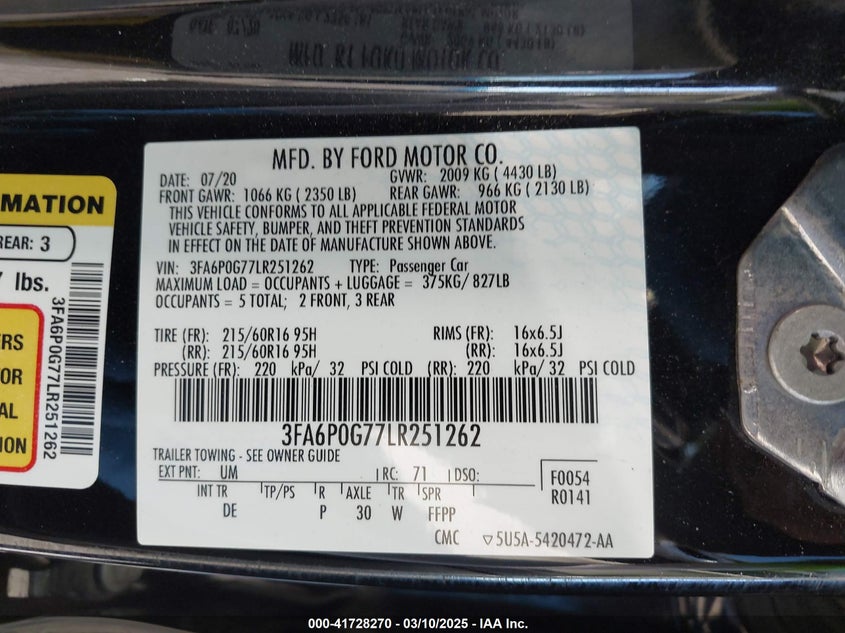 MFD. BY FORD MOTOR CO.
DATE: 07/20 GVWR: 2009 KG ( 4430 LB)
FRONT GAWR: 1066 KG ( 2350 LB) REAR GAWR: 966 KG ( 2130 LB)
THIS VEHICLE CONFORMS TO ALL APPLICABLE FEDERAL MOTOR
VEHICLE SAFETY, BUMPER, AND THEFT PREVENTION STANDARDS
IN EFFECT ON THE DATE OF MANUFACTURE SHOWN ABOVE.
VIN: 3FA6P0G77LR251262 TYPE: Passenger Car
MAXIMUM LOAD = OCCUPANTS + LUGGAGE = 375KG/ 827LB
OCCUPANTS = 5 TOTAL; 2 FRONT, 3 REAR
TIRE (FR): 215/60R16 95H RIMS (FR): 16x6.5J
(RR): 215/60R16 95H (RR): 16x6.5J
PRESSURE (FR): 220 kPa/ 32 PSI COLD (RR): 220 kPa/ 32 PSI COLD
3FA6P0G77LR251262
TRAILER TOWING - SEE OWNER GUIDE
EXT PNT: UM RC: 71 DSO:
F0054
R0141
INT TR TP/PS R AXLE TR SPR
DE P 30 W FFPP
CMC ▽5U5A-5420472-AA
RMATION
REAR: 3
lbs.
ERS
TOR
AL
ON
3FA6P0G77LR251262
000-41728270 - 03/10/2025 - IAA Inc.